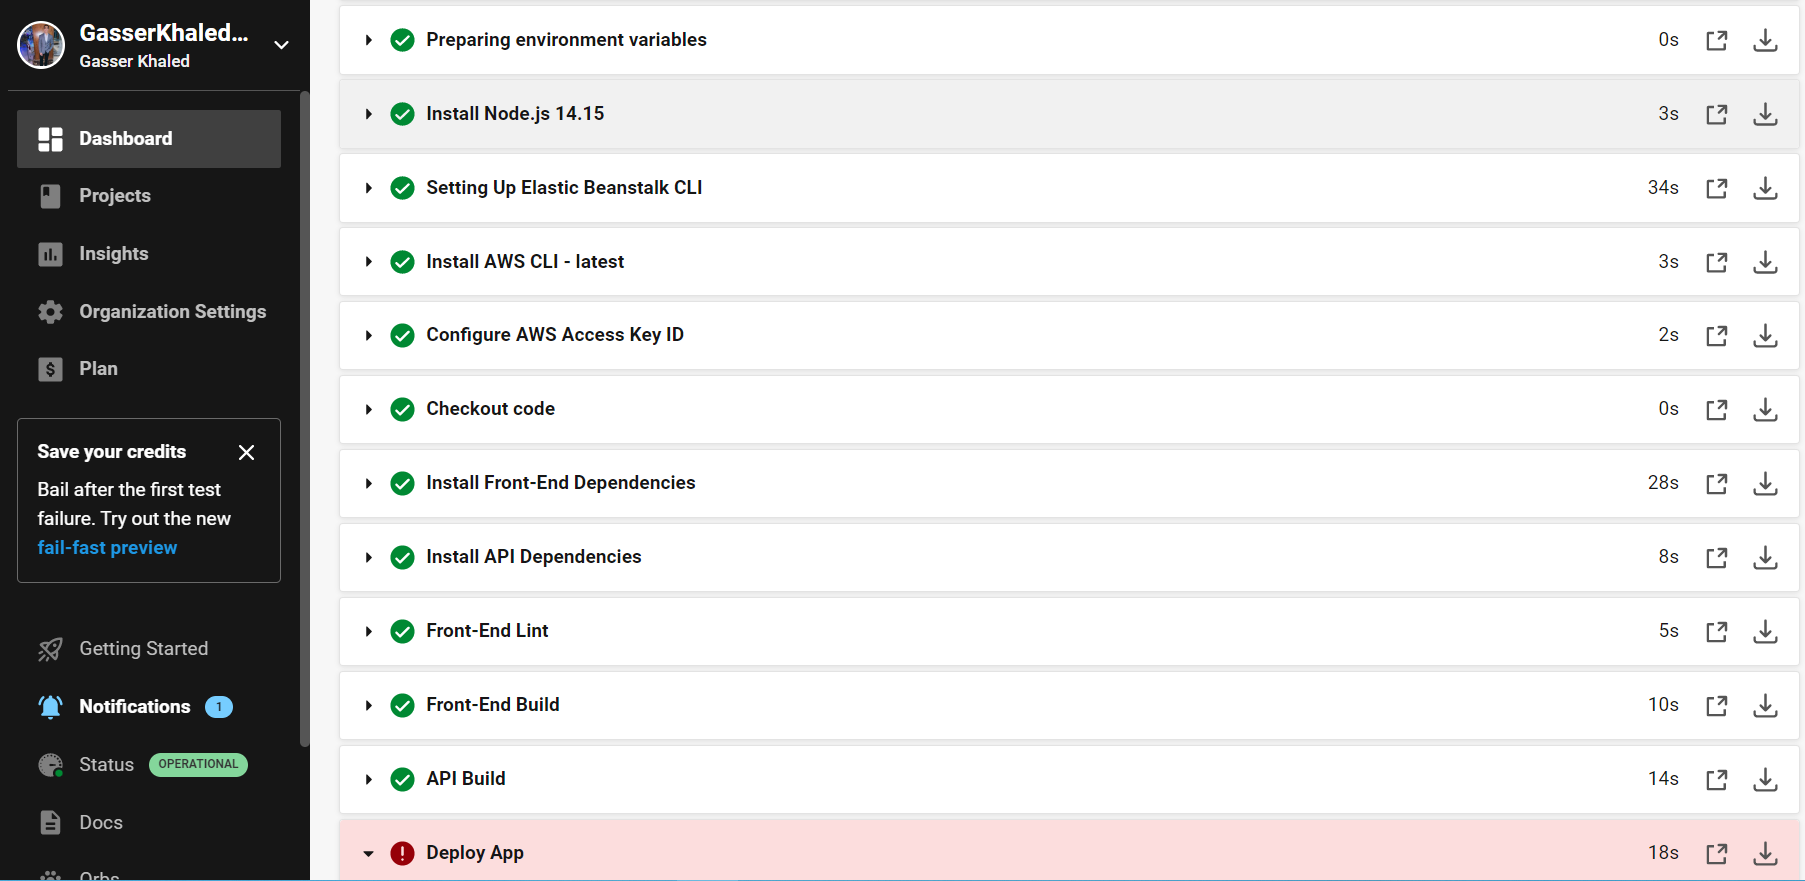 GasserKhaled...
Gasser Khaled
Dashboard
Projects
Insights
Organization Settings
Plan
Save your credits
Bail after the first test
failure. Try out the new
fail-fast preview
Getting Started
Notifications 1
Status OPERATIONAL
Docs
Orbs
Preparing environment variables 0s
Install Node.js 14.15 3s
Setting Up Elastic Beanstalk CLI 34s
Install AWS CLI - latest 3s
Configure AWS Access Key ID 2s
Checkout code 0s
Install Front-End Dependencies 28s
Install API Dependencies 8s
Front-End Lint 5s
Front-End Build 10s
API Build 14s
Deploy App 18s